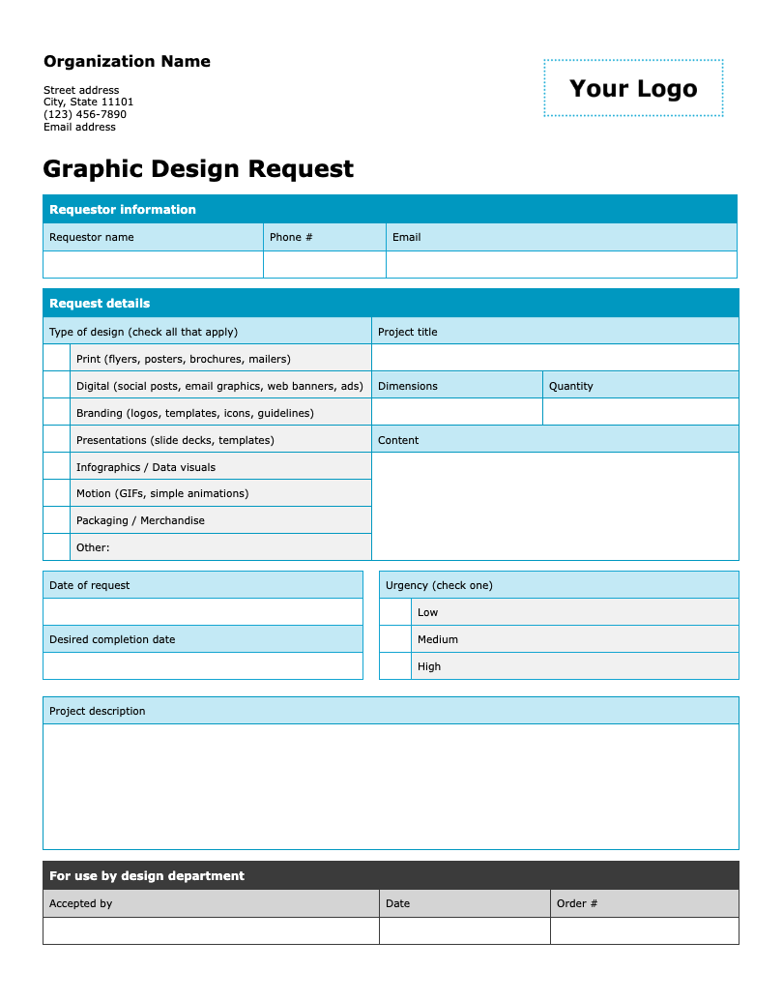 Organization Name
Your Logo
Street address
City, State 11101
(123) 456-7890
Email address
Graphic Design Request
Requestor information
Requestor name
Phone #
Email
Request details
Type of design (check all that apply)
Project title
Print (flyers, posters, brochures, mailers)
Digital (social posts, email graphics, web banners, ads)
Dimensions
Quantity
Branding (logos, templates, icons, guidelines)
Presentations (slide decks, templates)
Content
Infographics / Data visuals
Motion (GIFs, simple animations)
Packaging / Merchandise
Other:
Date of request
Urgency (check one)
Low
Desired completion date
Medium
High
Project description
For use by design department
Accepted by
Date
Order #